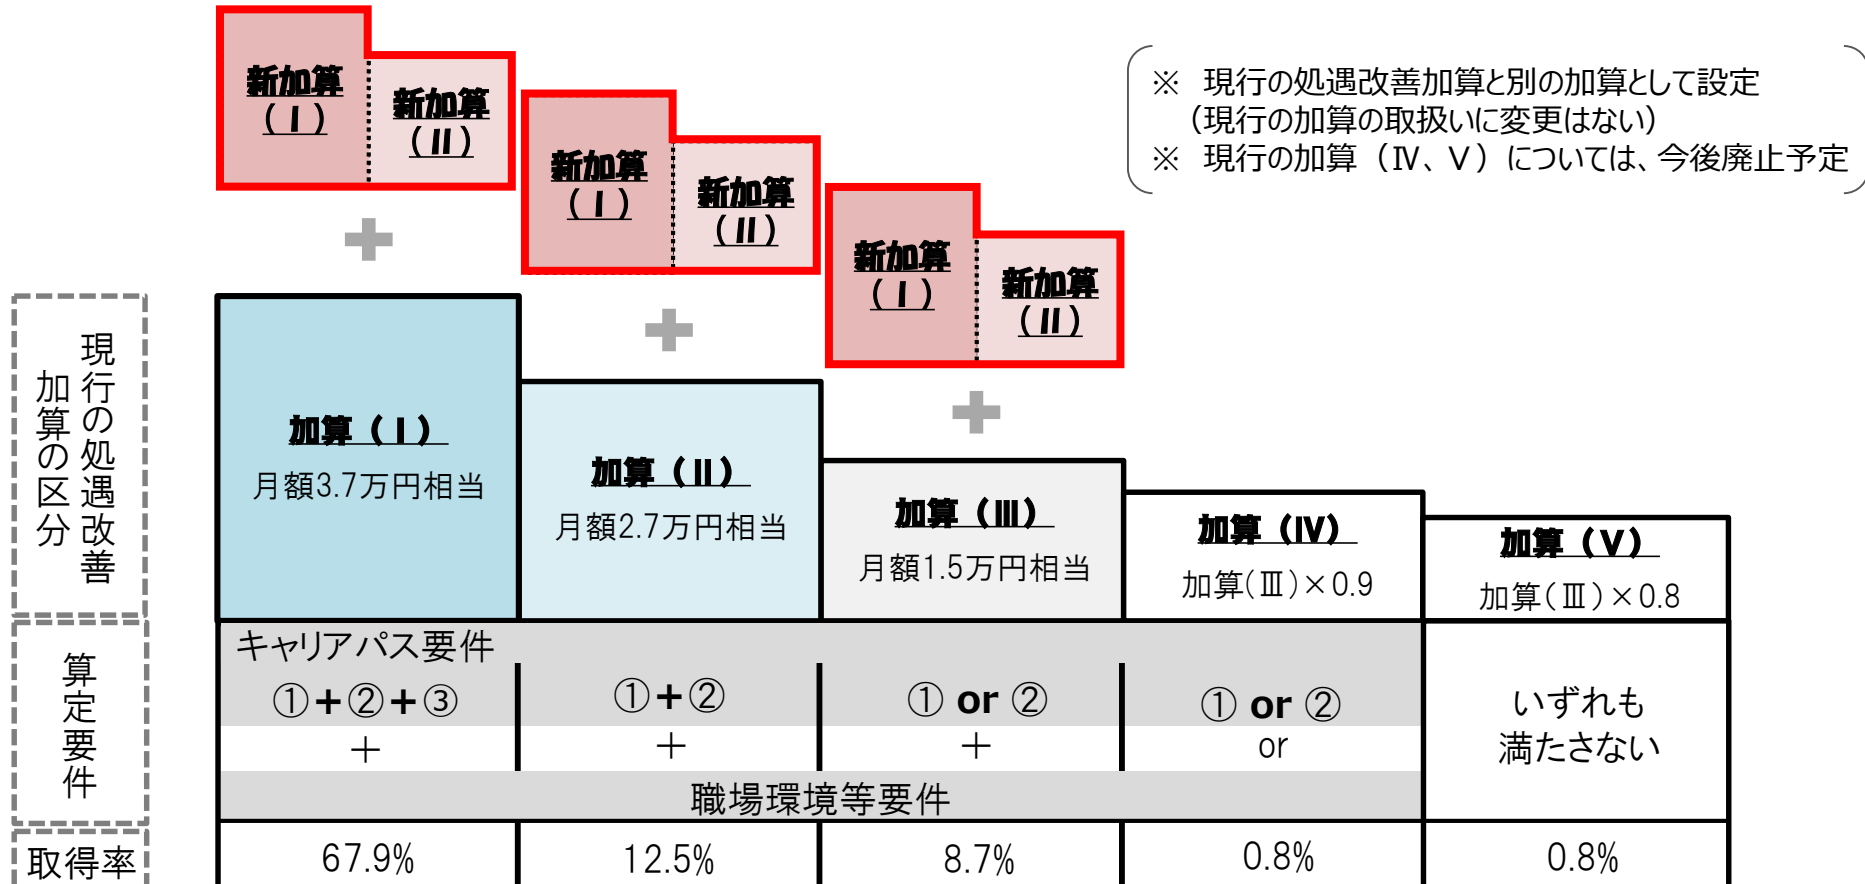 新加算
（Ⅰ）
新加算
（Ⅱ）
新加算
（Ⅰ）
新加算
（Ⅱ）
新加算
（Ⅰ）
新加算
（Ⅱ）
※　現行の処遇改善加算と別の加算として設定
（現行の加算の取扱いに変更はない）
※　現行の加算（Ⅳ、Ⅴ）については、今後廃止予定
現行の処遇改善
加算の区分
加算（Ⅰ）
月額3.7万円相当
加算（Ⅱ）
月額2.7万円相当
加算（Ⅲ）
月額1.5万円相当
加算（Ⅳ）
加算(Ⅲ)×0.9
加算（Ⅴ）
加算(Ⅲ)×0.8
算定要件
キャリアパス要件
①+②+③
①+②
① or ②
① or ②
＋
＋
＋
or
職場環境等要件
いずれも
満たさない
取得率
67.9%
12.5%
8.7%
0.8%
0.8%